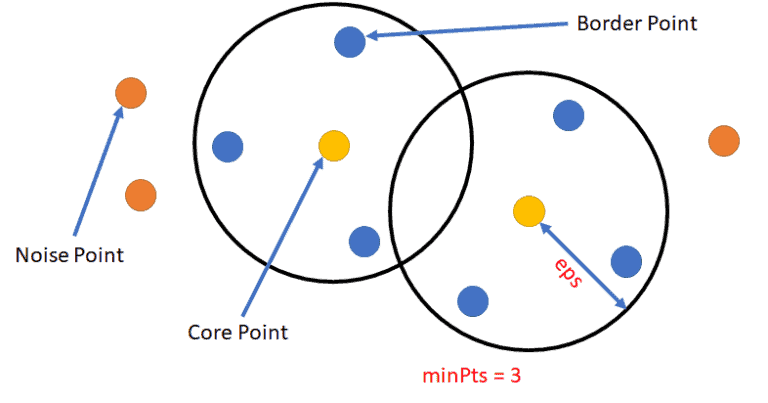 Border Point
Noise Point
eps
Core Point
minPts = 3